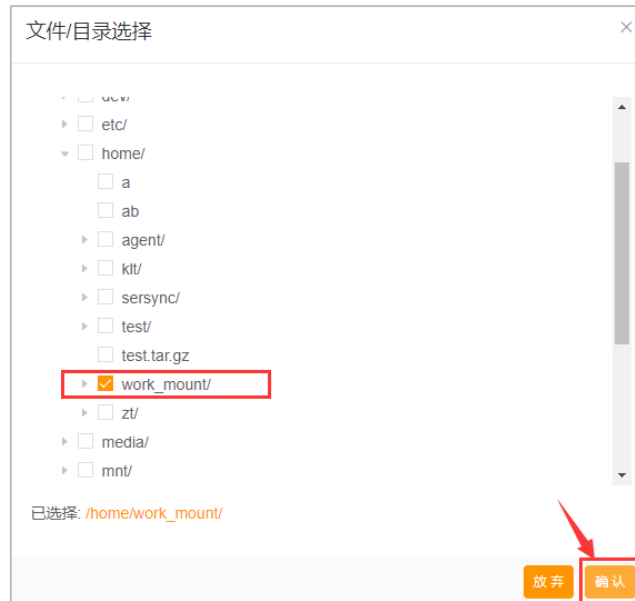 文件/目录选择
dev/
etc/
home/
a
ab
agent/
klt/
sersync/
test/
test.tar.gz
work_mount/
zt/
media/
mnt/
已选择: /home/work_mount/
放弃 确认